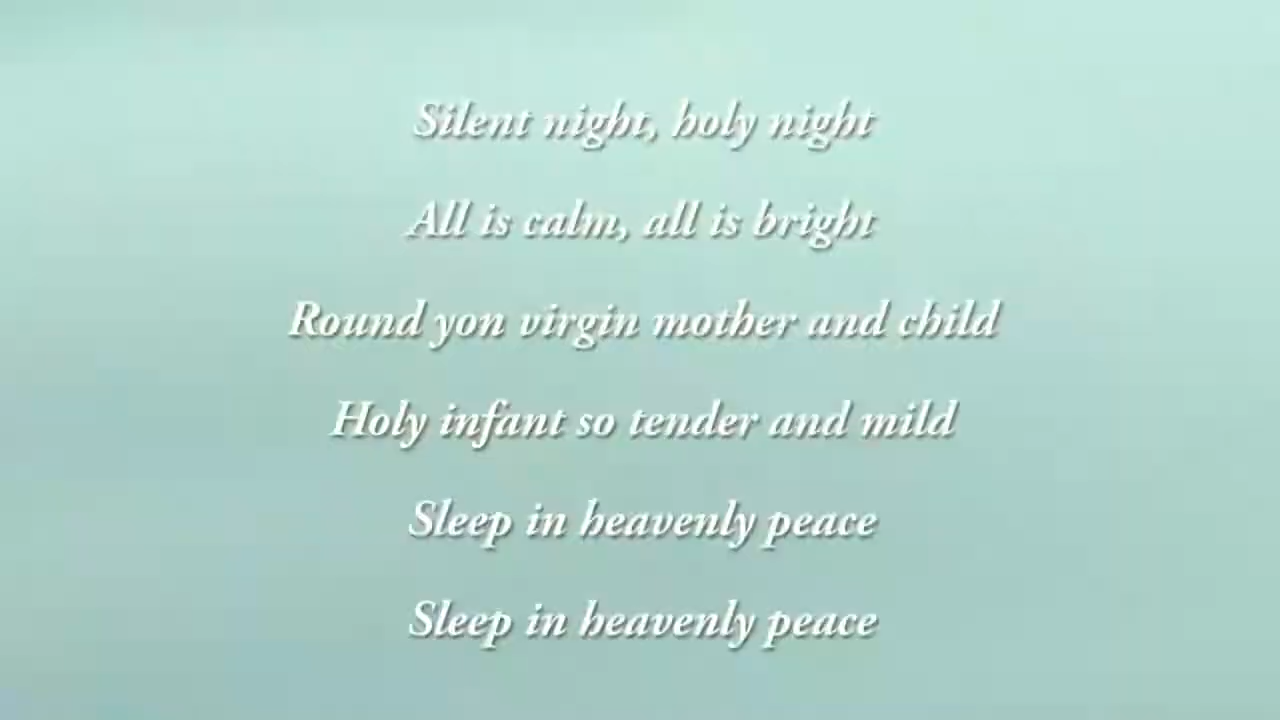 Silent night, holy night
All is calm, all is bright
Round yon virgin mother and child
Holy infant so tender and mild
Sleep in heavenly peace
Sleep in heavenly peace